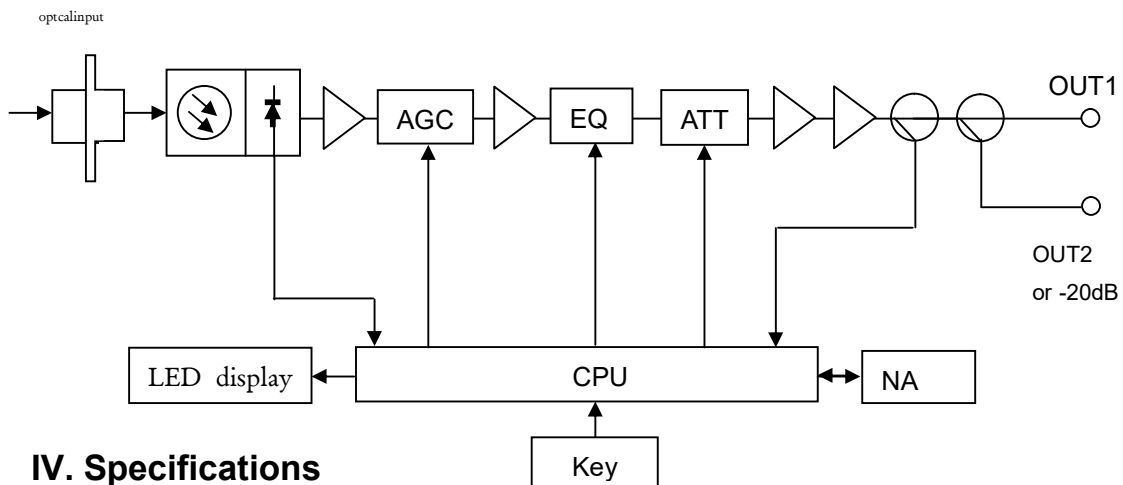 optcalinput
OUT1
AGC
EQ
ATT
OUT2
or -20dB
LED display
CPU
NA
Key
IV. Specifications